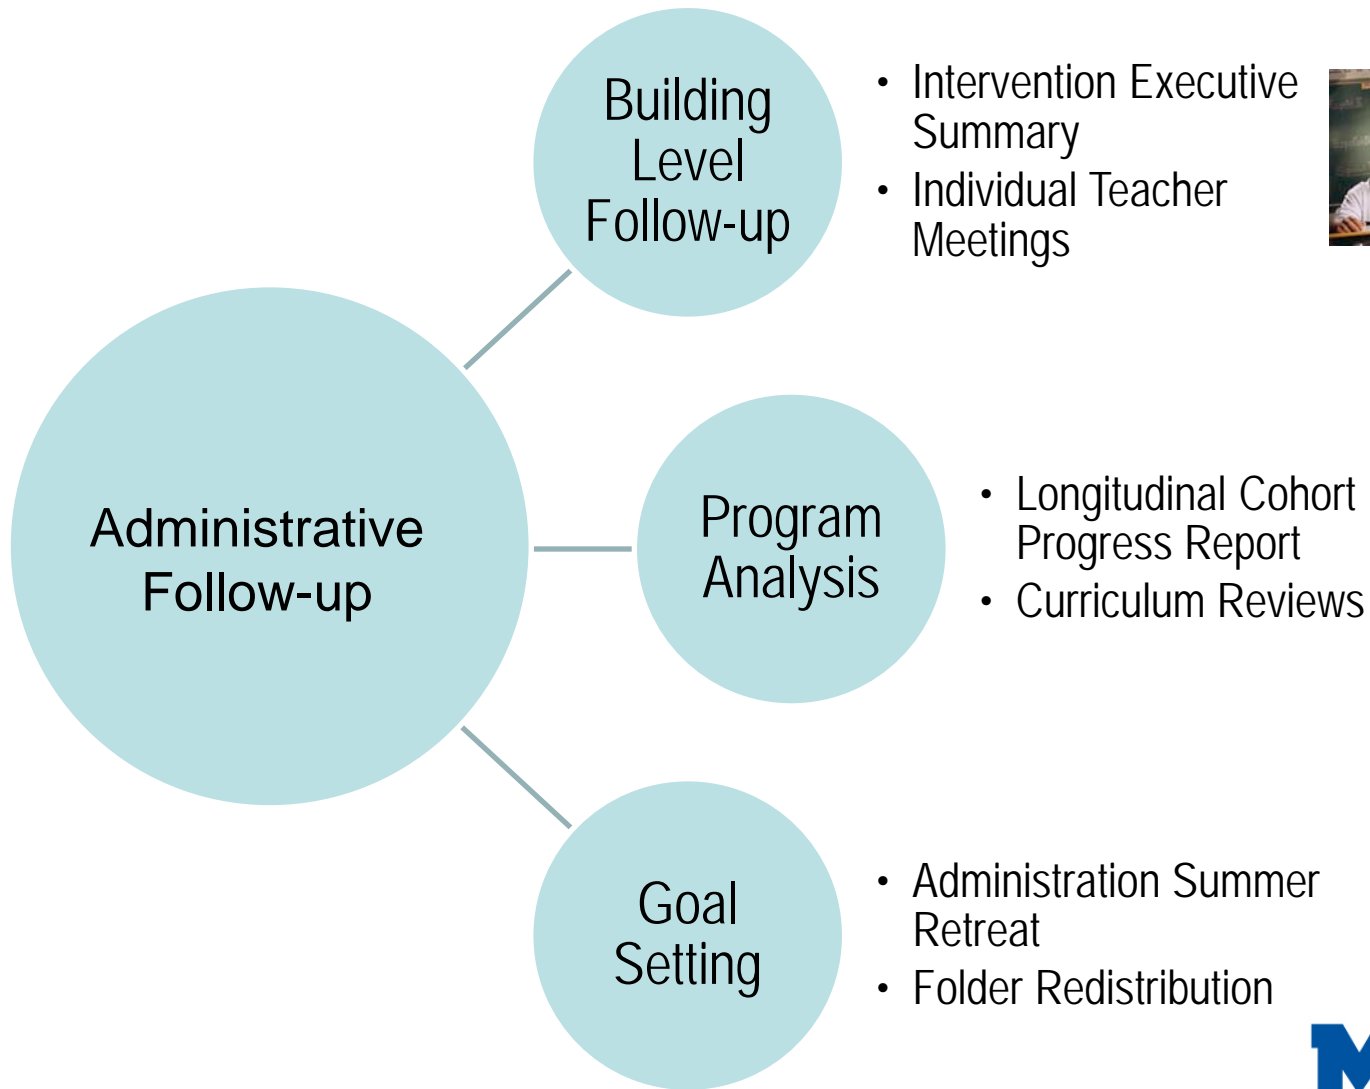 Building
Level
Follow-up
• Intervention Executive
Summary
• Individual Teacher
Meetings
Administrative
Follow-up
Program
Analysis
• Longitudinal Cohort
Progress Report
• Curriculum Reviews
Goal
Setting
• Administration Summer
Retreat
• Folder Redistribution
M